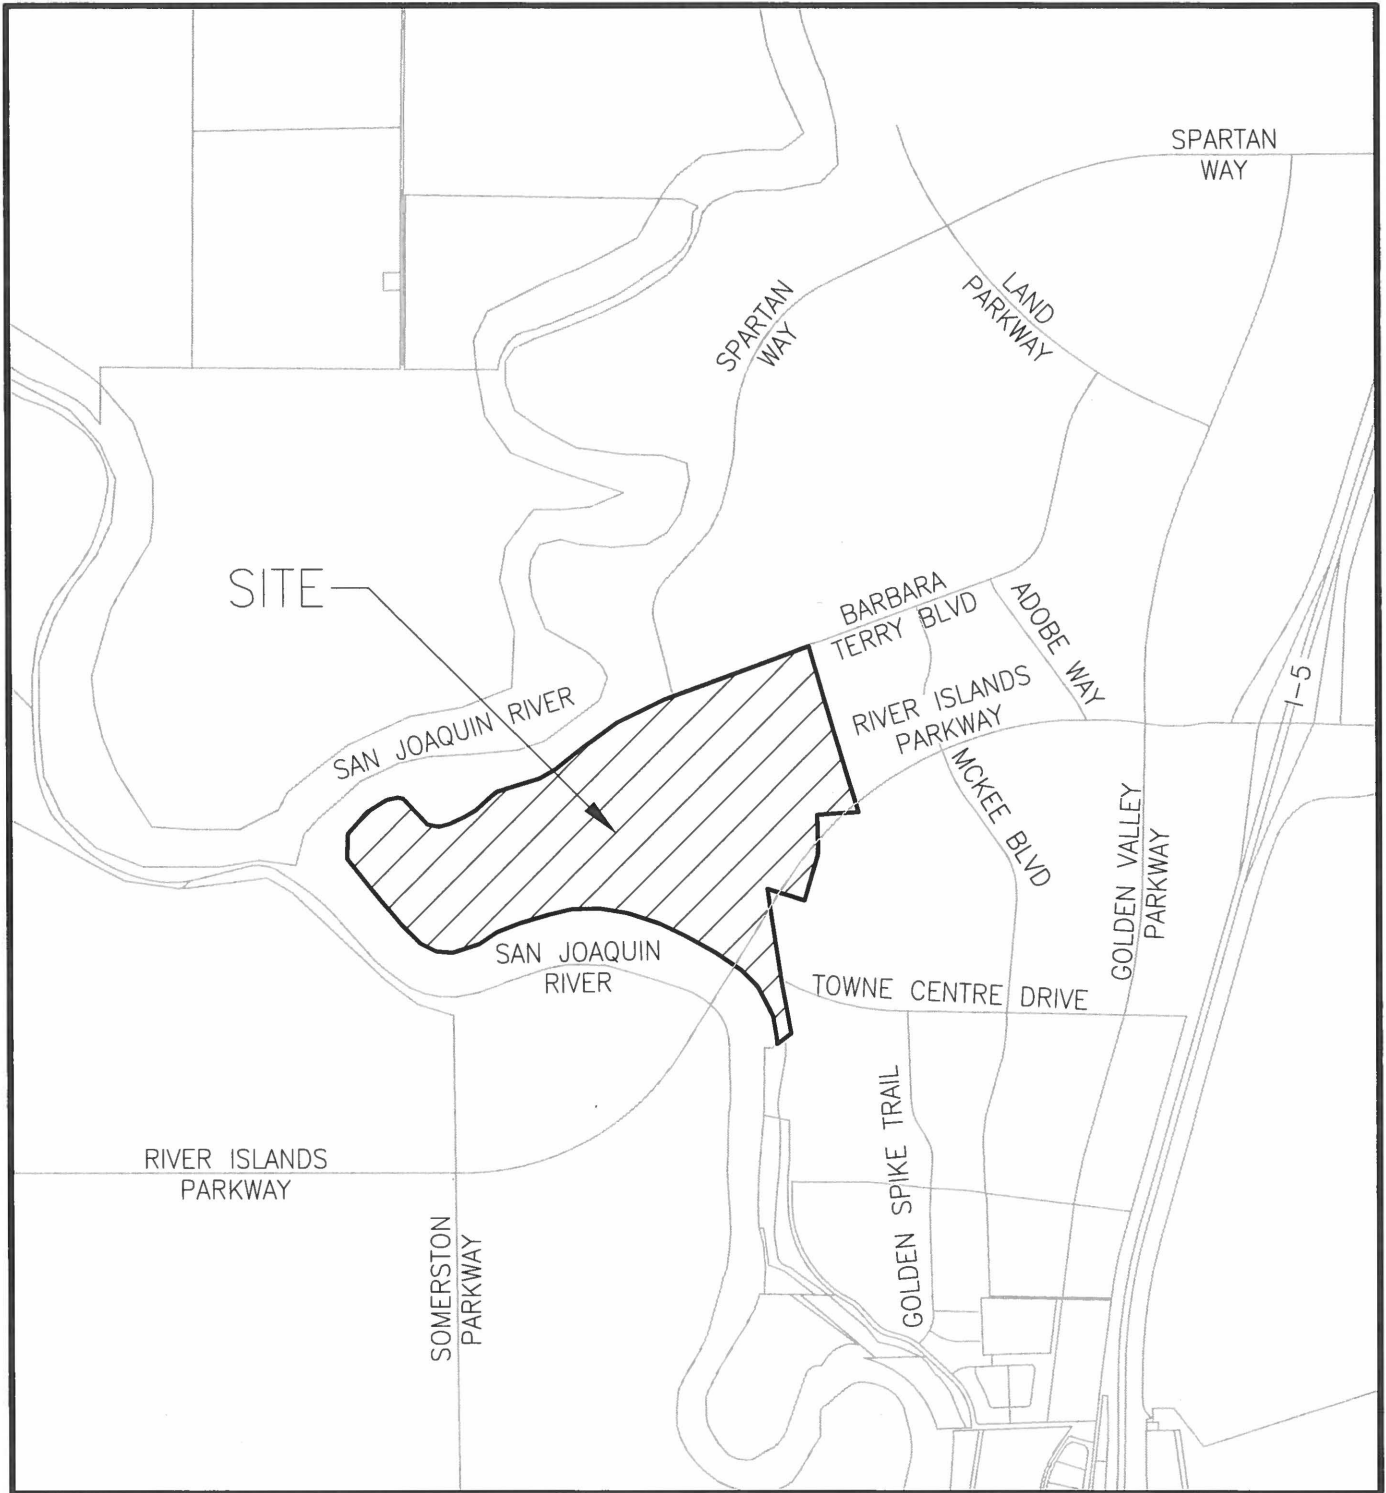 SPARTAN
WAY
LAND
PARKWAY
SPARTAN
WAY
SITE
BARBARA
TERRY BLVD
ADOBE WAY
RIVER ISLANDS
PARKWAY
I-5
SAN JOAQUIN RIVER
MCKEE BLVD
GOLDEN VALLEY
PARKWAY
SAN JOAQUIN
RIVER
TOWNE CENTRE DRIVE
GOLDEN SPIKE TRAIL
RIVER ISLANDS
PARKWAY
SOMERSTON
PARKWAY